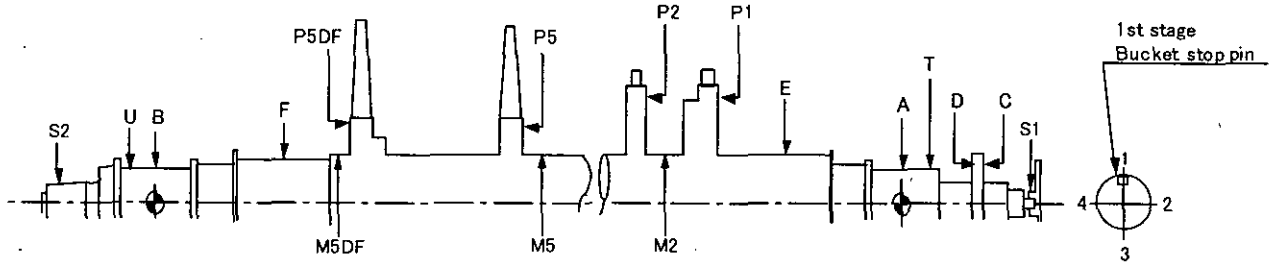 P2
P1
1st stage
Bucket stop pin
P5DF
P5
T
E
A
D
C
F
U
B
S2
S1
1
4
2
3
M5DF
M5
M2